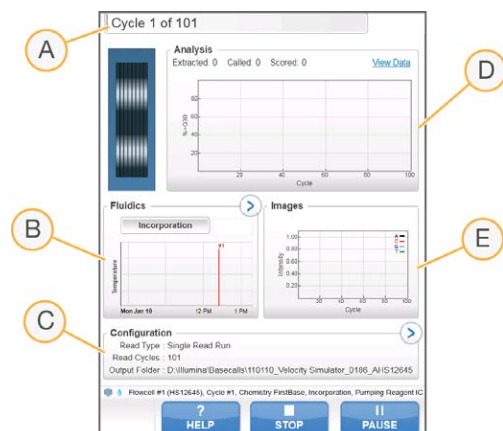 Cycle 1 of 101
A
Analysis
Extracted: 0 Called: 0 Scored: 0 View Data
D
%>Q30
80
60
40
20
20 40 60 80 100
Cycle
Fluidics
Images
B
Incorporation
E
Temperature
#1
Mon Jan 10 12 PM 1 PM
Intensity
1.00
0.80
0.60
0.40
0.20
A
C
G
T
20 40 60 80 100
Cycle
C
Configuration
Read Type : Single Read Run
Read Cycles : 101
Output Folder : D:\Illumina\Basecalls\110110_Velocity Simulator_0186_AHS12645
Flowcell #1 (HS12645), Cycle #1, Chemistry FirstBase, Incorporation, Pumping Reagent IC
?
HELP
STOP
PAUSE